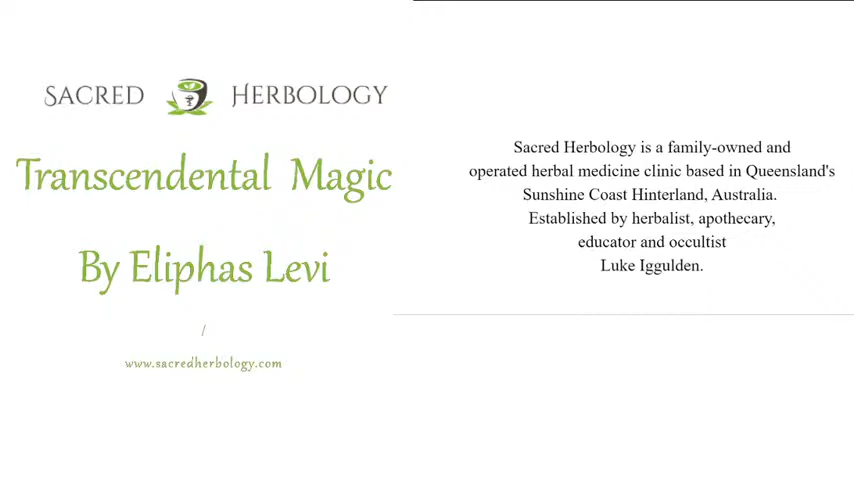 SACRED HERBOLOGY
Transcendental Magic
By Eliphas Levi
/
www.sacredherbology.com
Sacred Herbology is a family-owned and
operated herbal medicine clinic based in Queensland's
Sunshine Coast Hinterland, Australia.
Established by herbalist, apothecary,
educator and occultist
Luke Iggulden.